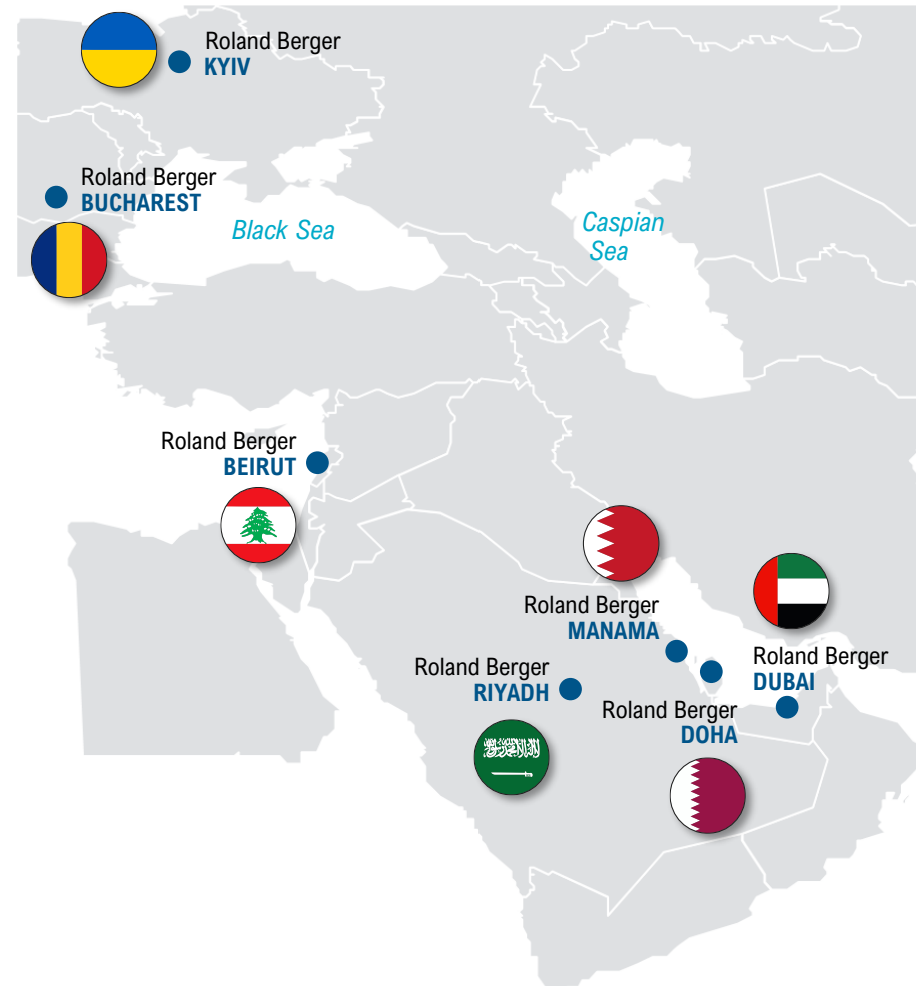 Roland Berger
KYIV
Roland Berger
BUCHAREST
Black Sea
Caspian
Sea
Roland Berger
BEIRUT
Roland Berger
MANAMA
Roland Berger
DUBAI
Roland Berger
RIYADH
Roland Berger
DOHA